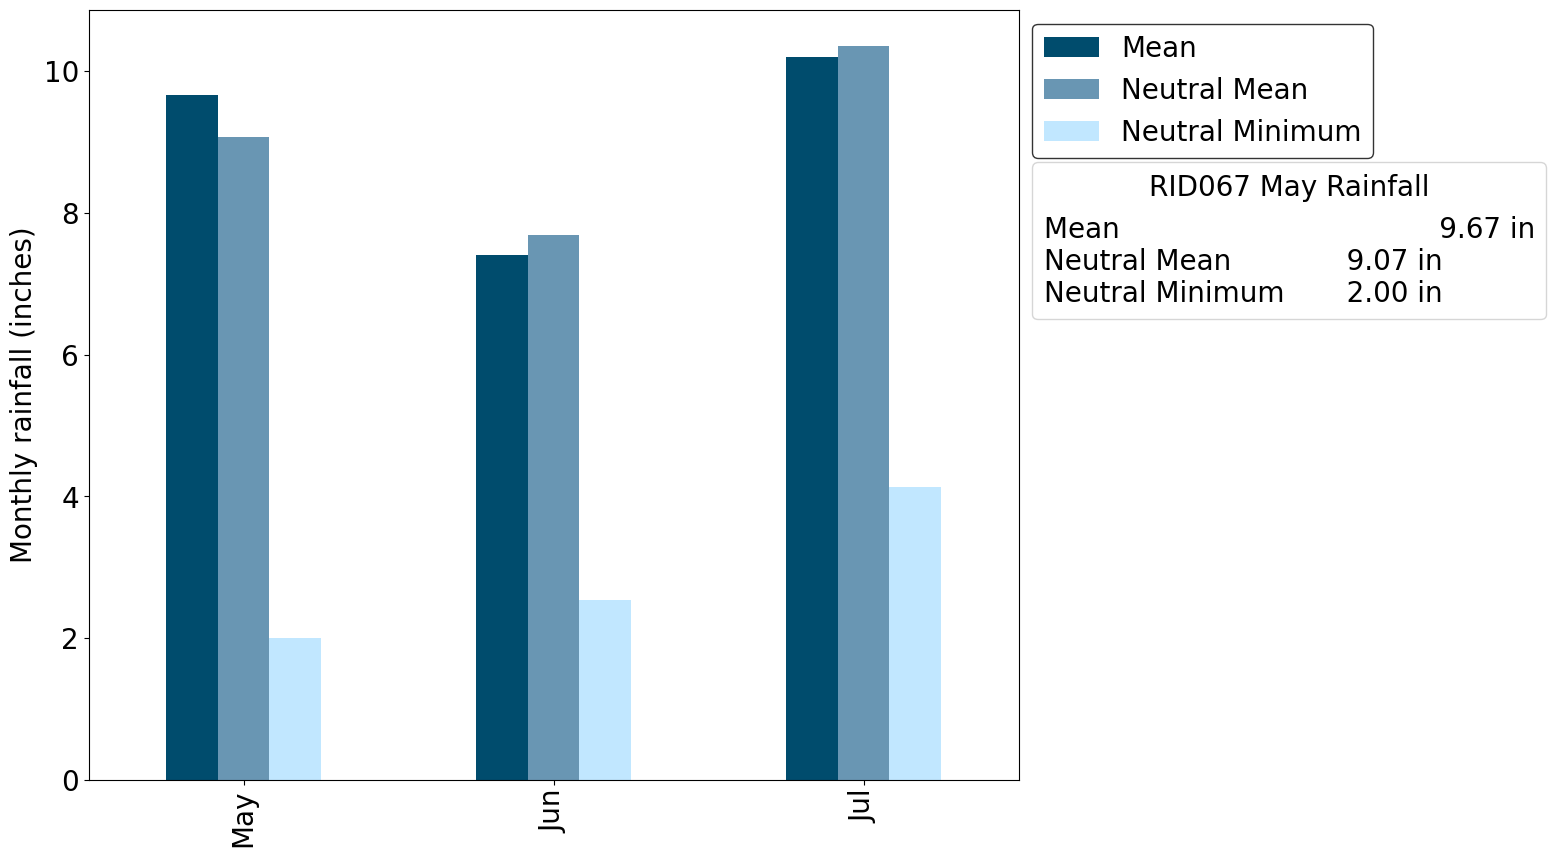 Monthly rainfall (inches)
10
8
6
4
2
0
May
Jun
Jul
Mean
Neutral Mean
Neutral Minimum
RID067 May Rainfall
Mean 9.67 in
Neutral Mean 9.07 in
Neutral Minimum 2.00 in